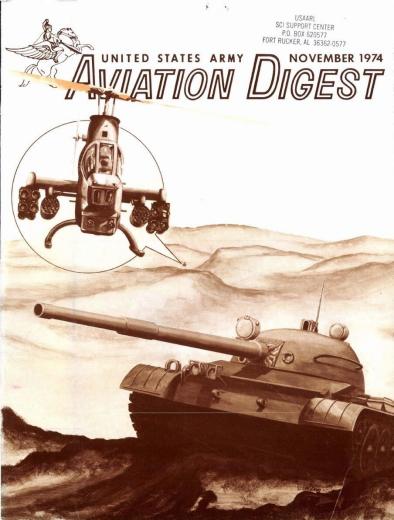 USAARL
SCI SUPPORT CENTER
P.O. BOX 620577
FORT RUCKER, AL 36362-0577
UNITED STATES ARMY NOVEMBER 1974
AVIATION DIGEST